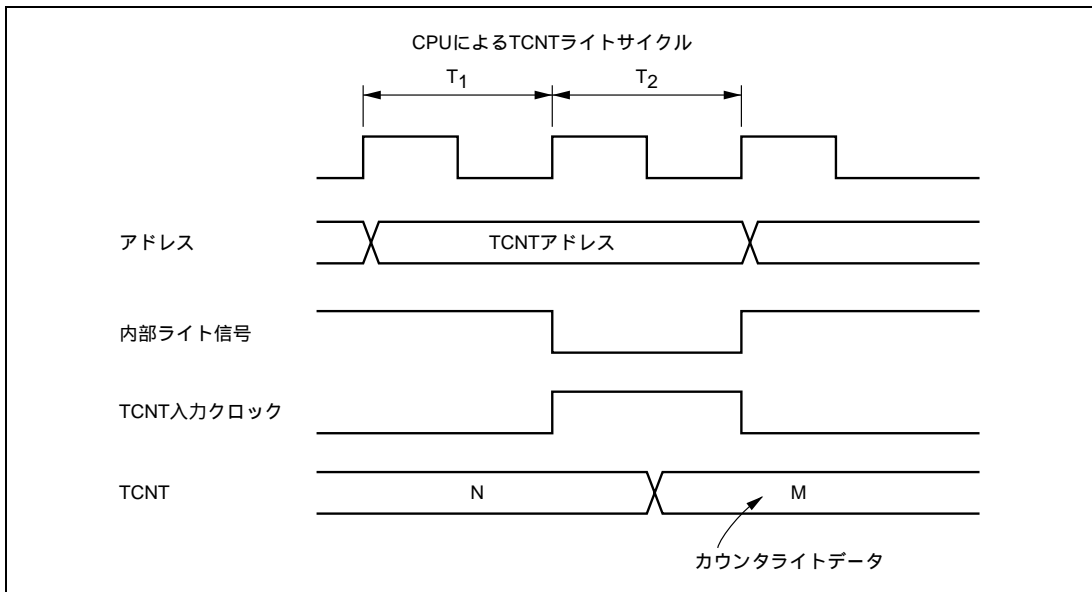 CPUによるTCNTライトサイクル
T1 T2
アドレス TCNTアドレス
内部ライト信号
TCNT入力クロック
TCNT N M
カウンタライトデータ